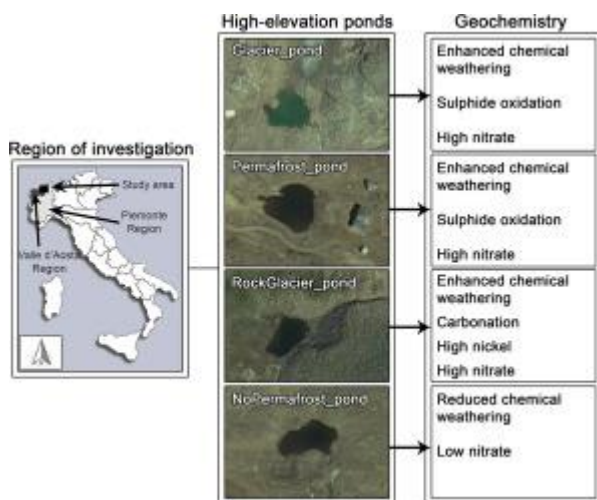 High-elevation ponds
Geochemistry
Region of investigation
Study area
Piemonte
Region
Valle d'Aosta
Region
Glacier_pond
Enhanced chemical
weathering
Sulphide oxidation
High nitrate
Permafrost_pond
Enhanced chemical
weathering
Sulphide oxidation
High nitrate
RockGlacier_pond
Enhanced chemical
weathering
Carbonation
High nickel
High nitrate
NoPermafrost_pond
Reduced chemical
weathering
Low nitrate